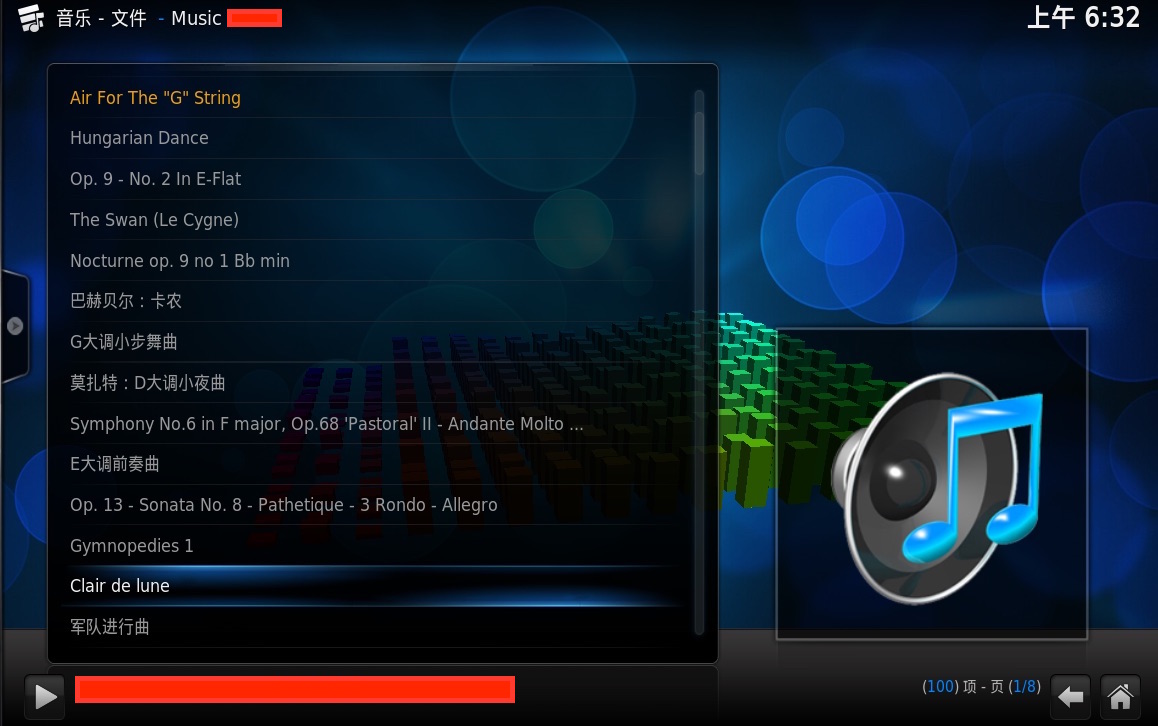 音乐 - 文件 - Music
上午 6:32
Air For The "G" String
Hungarian Dance
Op. 9 - No. 2 In E-Flat
The Swan (Le Cygne)
Nocturne op. 9 no 1 Bb min
巴赫贝尔：卡农
G大调小步舞曲
莫扎特：D大调小夜曲
Symphony No.6 in F major, Op.68 'Pastoral' II - Andante Molto ...
E大调前奏曲
Op. 13 - Sonata No. 8 - Pathetique - 3 Rondo - Allegro
Gymnopedies 1
Clair de lune
军队进行曲
(100) 项 - 页 (1/8)